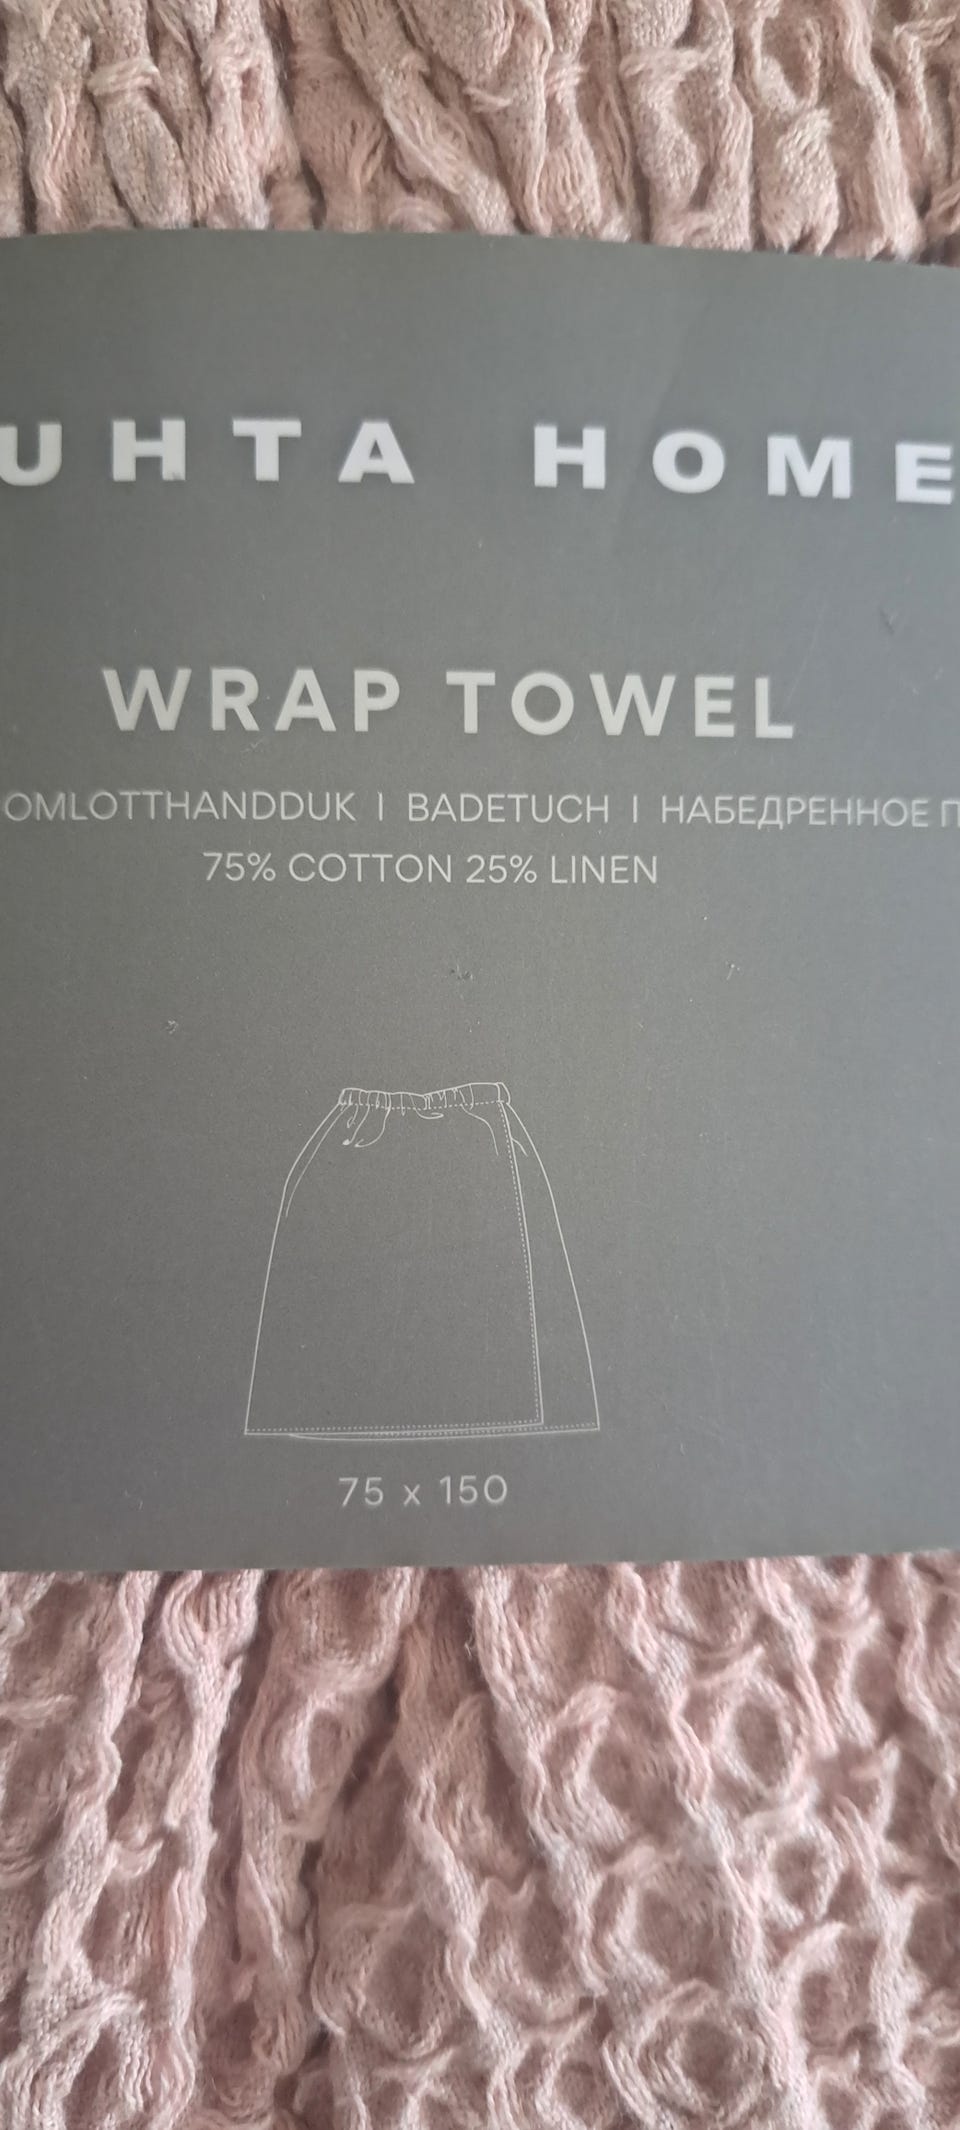 UHTA HOME
WRAP TOWEL
OMLOTTHANDDUK | BADETUCH | НАБЕДРЕННОЕ П
75% COTTON 25% LINEN
75 x 150